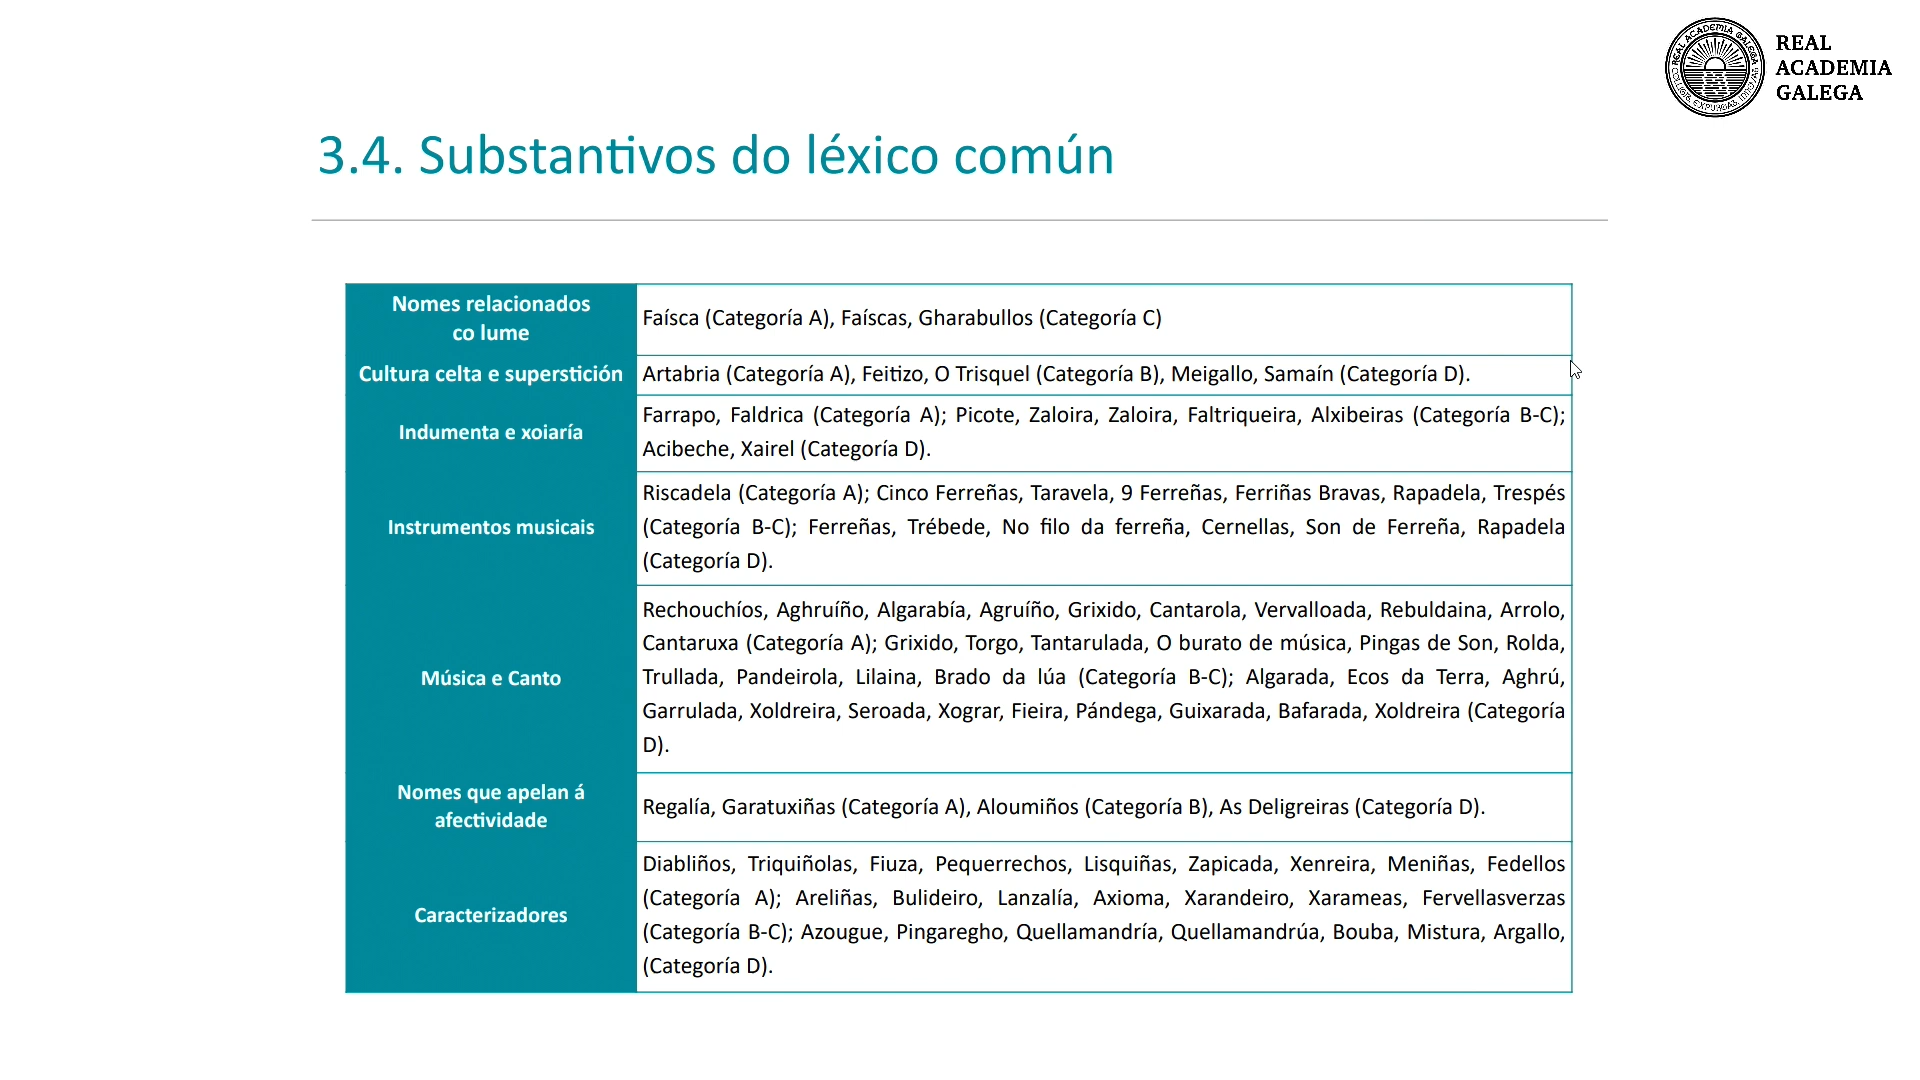 REAL
ACADEMIA
GALEGA
REAL ACADEMIA GALEGA
COLLIGIT, EXPURGAT, INNOVAT
3.4. Substantivos do léxico común
Nomes relacionados
co lume
Faísca (Categoría A), Faíscas, Gharabullos (Categoría C)
Cultura celta e superstición
Artabria (Categoría A), Feitizo, O Trisquel (Categoría B), Meigallo, Samaín (Categoría D).
Indumenta e xoiaría
Farrapo, Faldrica (Categoría A); Picote, Zaloira, Zaloira, Faltriqueira, Alxibeiras (Categoría B-C);
Acibeche, Xairel (Categoría D).
Instrumentos musicais
Riscadela (Categoría A); Cinco Ferreñas, Taravela, 9 Ferreñas, Ferriñas Bravas, Rapadela, Trespés
(Categoría B-C); Ferreñas, Trébede, No filo da ferreña, Cernellas, Son de Ferreña, Rapadela
(Categoría D).
Música e Canto
Rechouchíos, Aghruíño, Algarabía, Agruíño, Grixido, Cantarola, Vervalloada, Rebuldaina, Arrolo,
Cantaruxa (Categoría A); Grixido, Torgo, Tantarulada, O burato de música, Pingas de Son, Rolda,
Trullada, Pandeirola, Lilaina, Brado da lúa (Categoría B-C); Algarada, Ecos da Terra, Aghrú,
Garrulada, Xoldreira, Seroada, Xograr, Fieira, Pándega, Guixarada, Bafarada, Xoldreira (Categoría
D).
Nomes que apelan á
afectividade
Regalía, Garatuxiñas (Categoría A), Aloumiños (Categoría B), As Deligreiras (Categoría D).
Caracterizadores
Diabliños, Triquiñolas, Fiuza, Pequerrechos, Lisquiñas, Zapicada, Xenreira, Meniñas, Fedellos
(Categoría A); Areliñas, Bulideiro, Lanzalía, Axioma, Xarandeiro, Xarameas, Fervellasverzas
(Categoría B-C); Azougue, Pingaregho, Quellamandría, Quellamandrúa, Bouba, Mistura, Argallo,
(Categoría D).